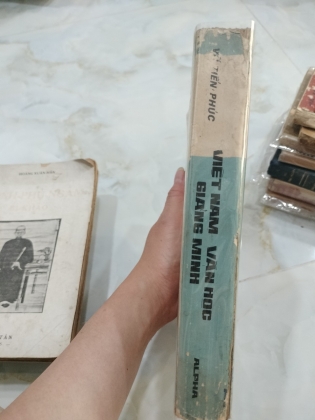 VŨ TIẾN PHÚC
VIỆT NAM VĂN HỌC
GIẢNG MINH
ALPHA